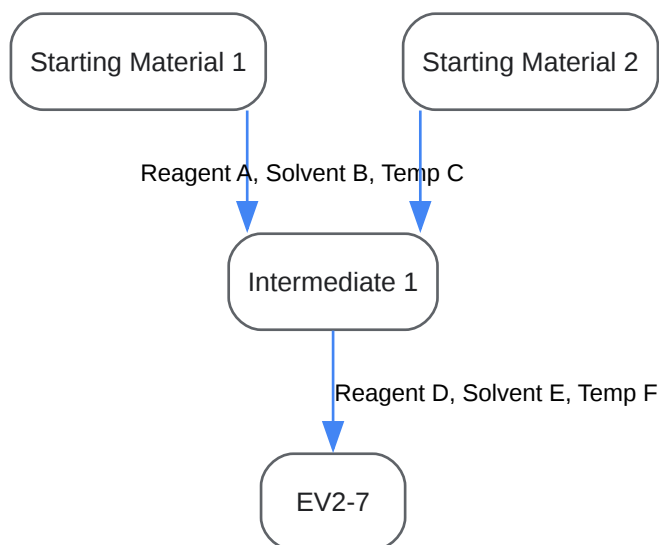 Starting Material 1
Starting Material 2
Reagent A, Solvent B, Temp C
Intermediate 1
Reagent D, Solvent E, Temp F
EV2-7